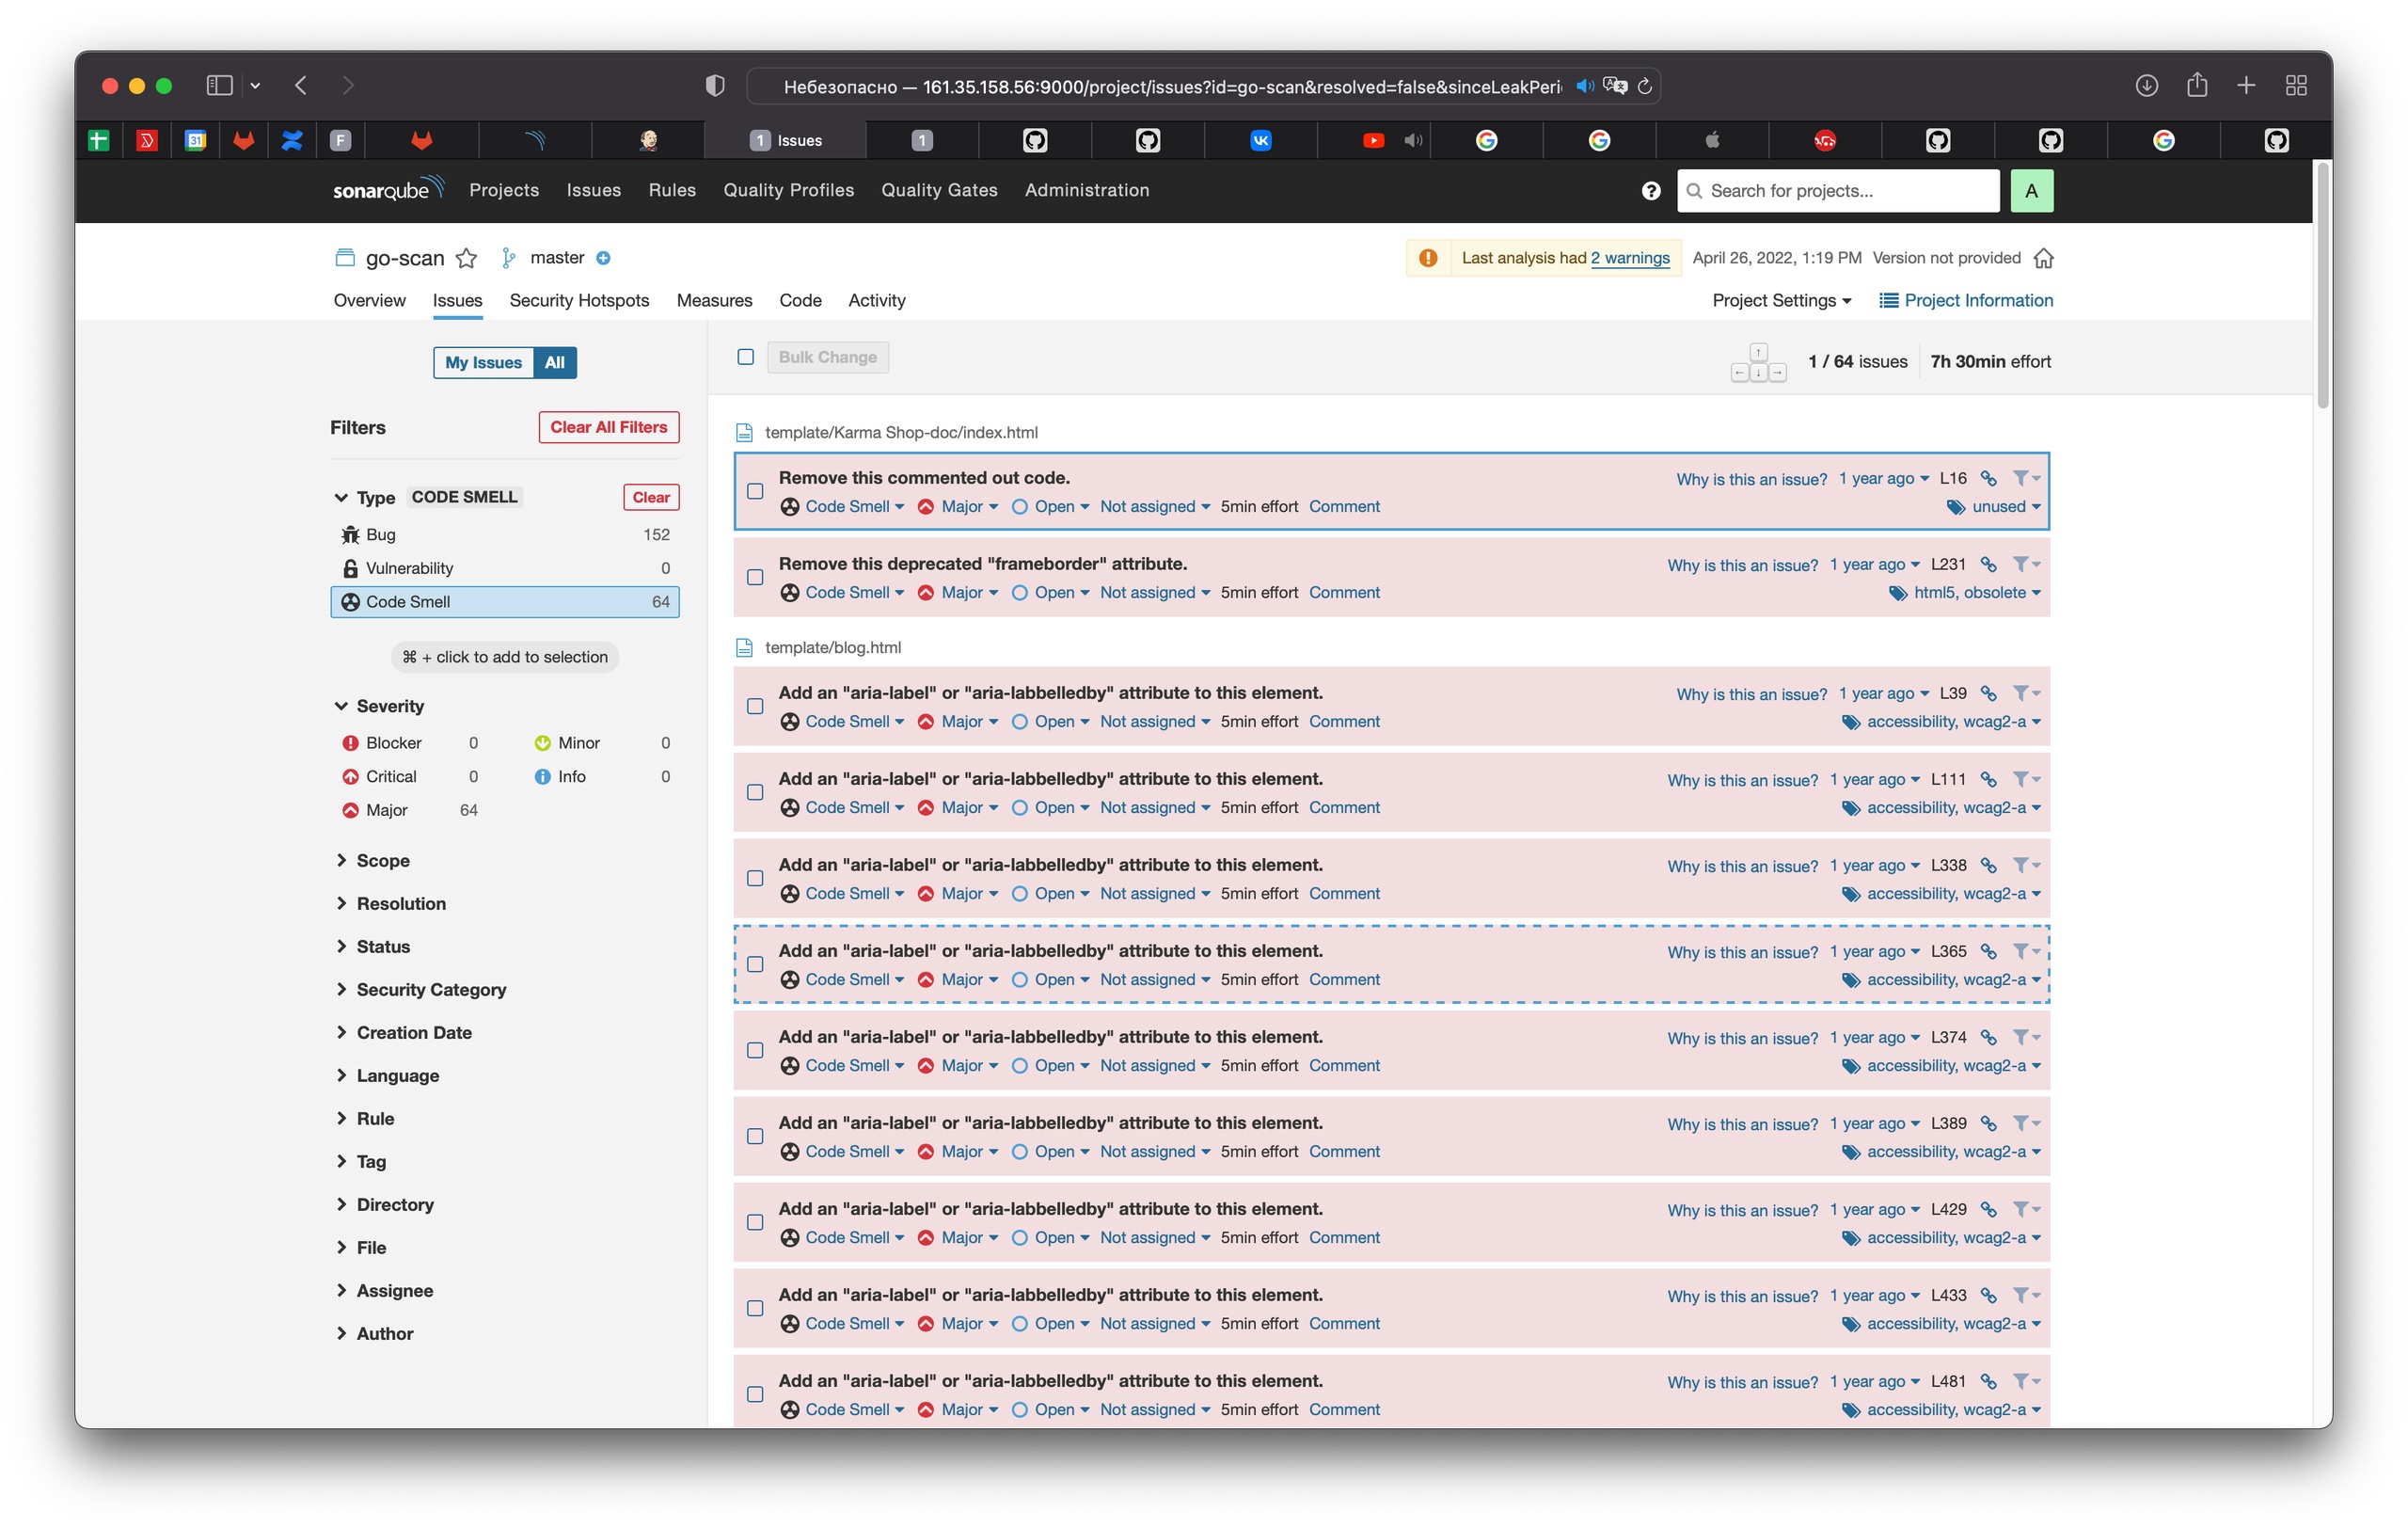 Небезопасно — 161.35.158.56:9000/project/issues?id=go-scan&resolved=false&sinceLeakPeri
31 F 1 Issues 1
sonarqube Projects Issues Rules Quality Profiles Quality Gates Administration Search for projects... A
go-scan master Last analysis had 2 warnings April 26, 2022, 1:19 PM Version not provided
Overview Issues Security Hotspots Measures Code Activity Project Settings Project Information
My Issues All
Filters Clear All Filters
Type CODE SMELL Clear
Bug 152
Vulnerability 0
Code Smell 64
⌘ + click to add to selection
Severity
Blocker 0 Minor 0
Critical 0 Info 0
Major 64
Scope
Resolution
Status
Security Category
Creation Date
Language
Rule
Tag
Directory
File
Assignee
Author
Bulk Change 1 / 64 issues 7h 30min effort
template/Karma Shop-doc/index.html
Remove this commented out code. Why is this an issue? 1 year ago L16
Code Smell Major Open Not assigned 5min effort Comment unused
Remove this deprecated "frameborder" attribute. Why is this an issue? 1 year ago L231
Code Smell Major Open Not assigned 5min effort Comment html5, obsolete
template/blog.html
Add an "aria-label" or "aria-labbelledby" attribute to this element. Why is this an issue? 1 year ago L39
Code Smell Major Open Not assigned 5min effort Comment accessibility, wcag2-a
Add an "aria-label" or "aria-labbelledby" attribute to this element. Why is this an issue? 1 year ago L111
Code Smell Major Open Not assigned 5min effort Comment accessibility, wcag2-a
Add an "aria-label" or "aria-labbelledby" attribute to this element. Why is this an issue? 1 year ago L338
Code Smell Major Open Not assigned 5min effort Comment accessibility, wcag2-a
Add an "aria-label" or "aria-labbelledby" attribute to this element. Why is this an issue? 1 year ago L365
Code Smell Major Open Not assigned 5min effort Comment accessibility, wcag2-a
Add an "aria-label" or "aria-labbelledby" attribute to this element. Why is this an issue? 1 year ago L374
Code Smell Major Open Not assigned 5min effort Comment accessibility, wcag2-a
Add an "aria-label" or "aria-labbelledby" attribute to this element. Why is this an issue? 1 year ago L389
Code Smell Major Open Not assigned 5min effort Comment accessibility, wcag2-a
Add an "aria-label" or "aria-labbelledby" attribute to this element. Why is this an issue? 1 year ago L429
Code Smell Major Open Not assigned 5min effort Comment accessibility, wcag2-a
Add an "aria-label" or "aria-labbelledby" attribute to this element. Why is this an issue? 1 year ago L433
Code Smell Major Open Not assigned 5min effort Comment accessibility, wcag2-a
Add an "aria-label" or "aria-labbelledby" attribute to this element. Why is this an issue? 1 year ago L481
Code Smell Major Open Not assigned 5min effort Comment accessibility, wcag2-a